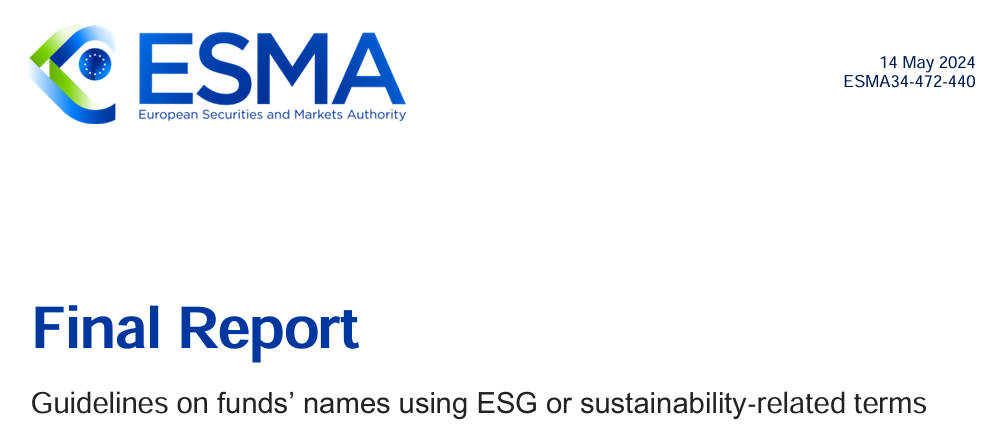 ESMA
European Securities and Markets Authority
14 May 2024
ESMA34-472-440
Final Report
Guidelines on funds’ names using ESG or sustainability-related terms